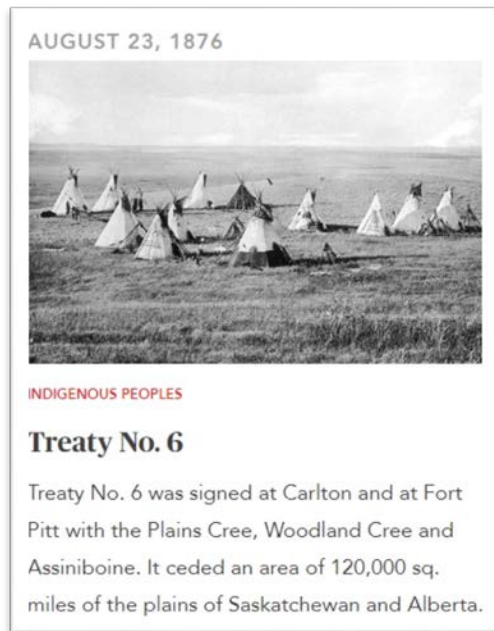 AUGUST 23, 1876
INDIGENOUS PEOPLES
Treaty No. 6
Treaty No. 6 was signed at Carlton and at Fort
Pitt with the Plains Cree, Woodland Cree and
Assiniboine. It ceded an area of 120,000 sq.
miles of the plains of Saskatchewan and Alberta.